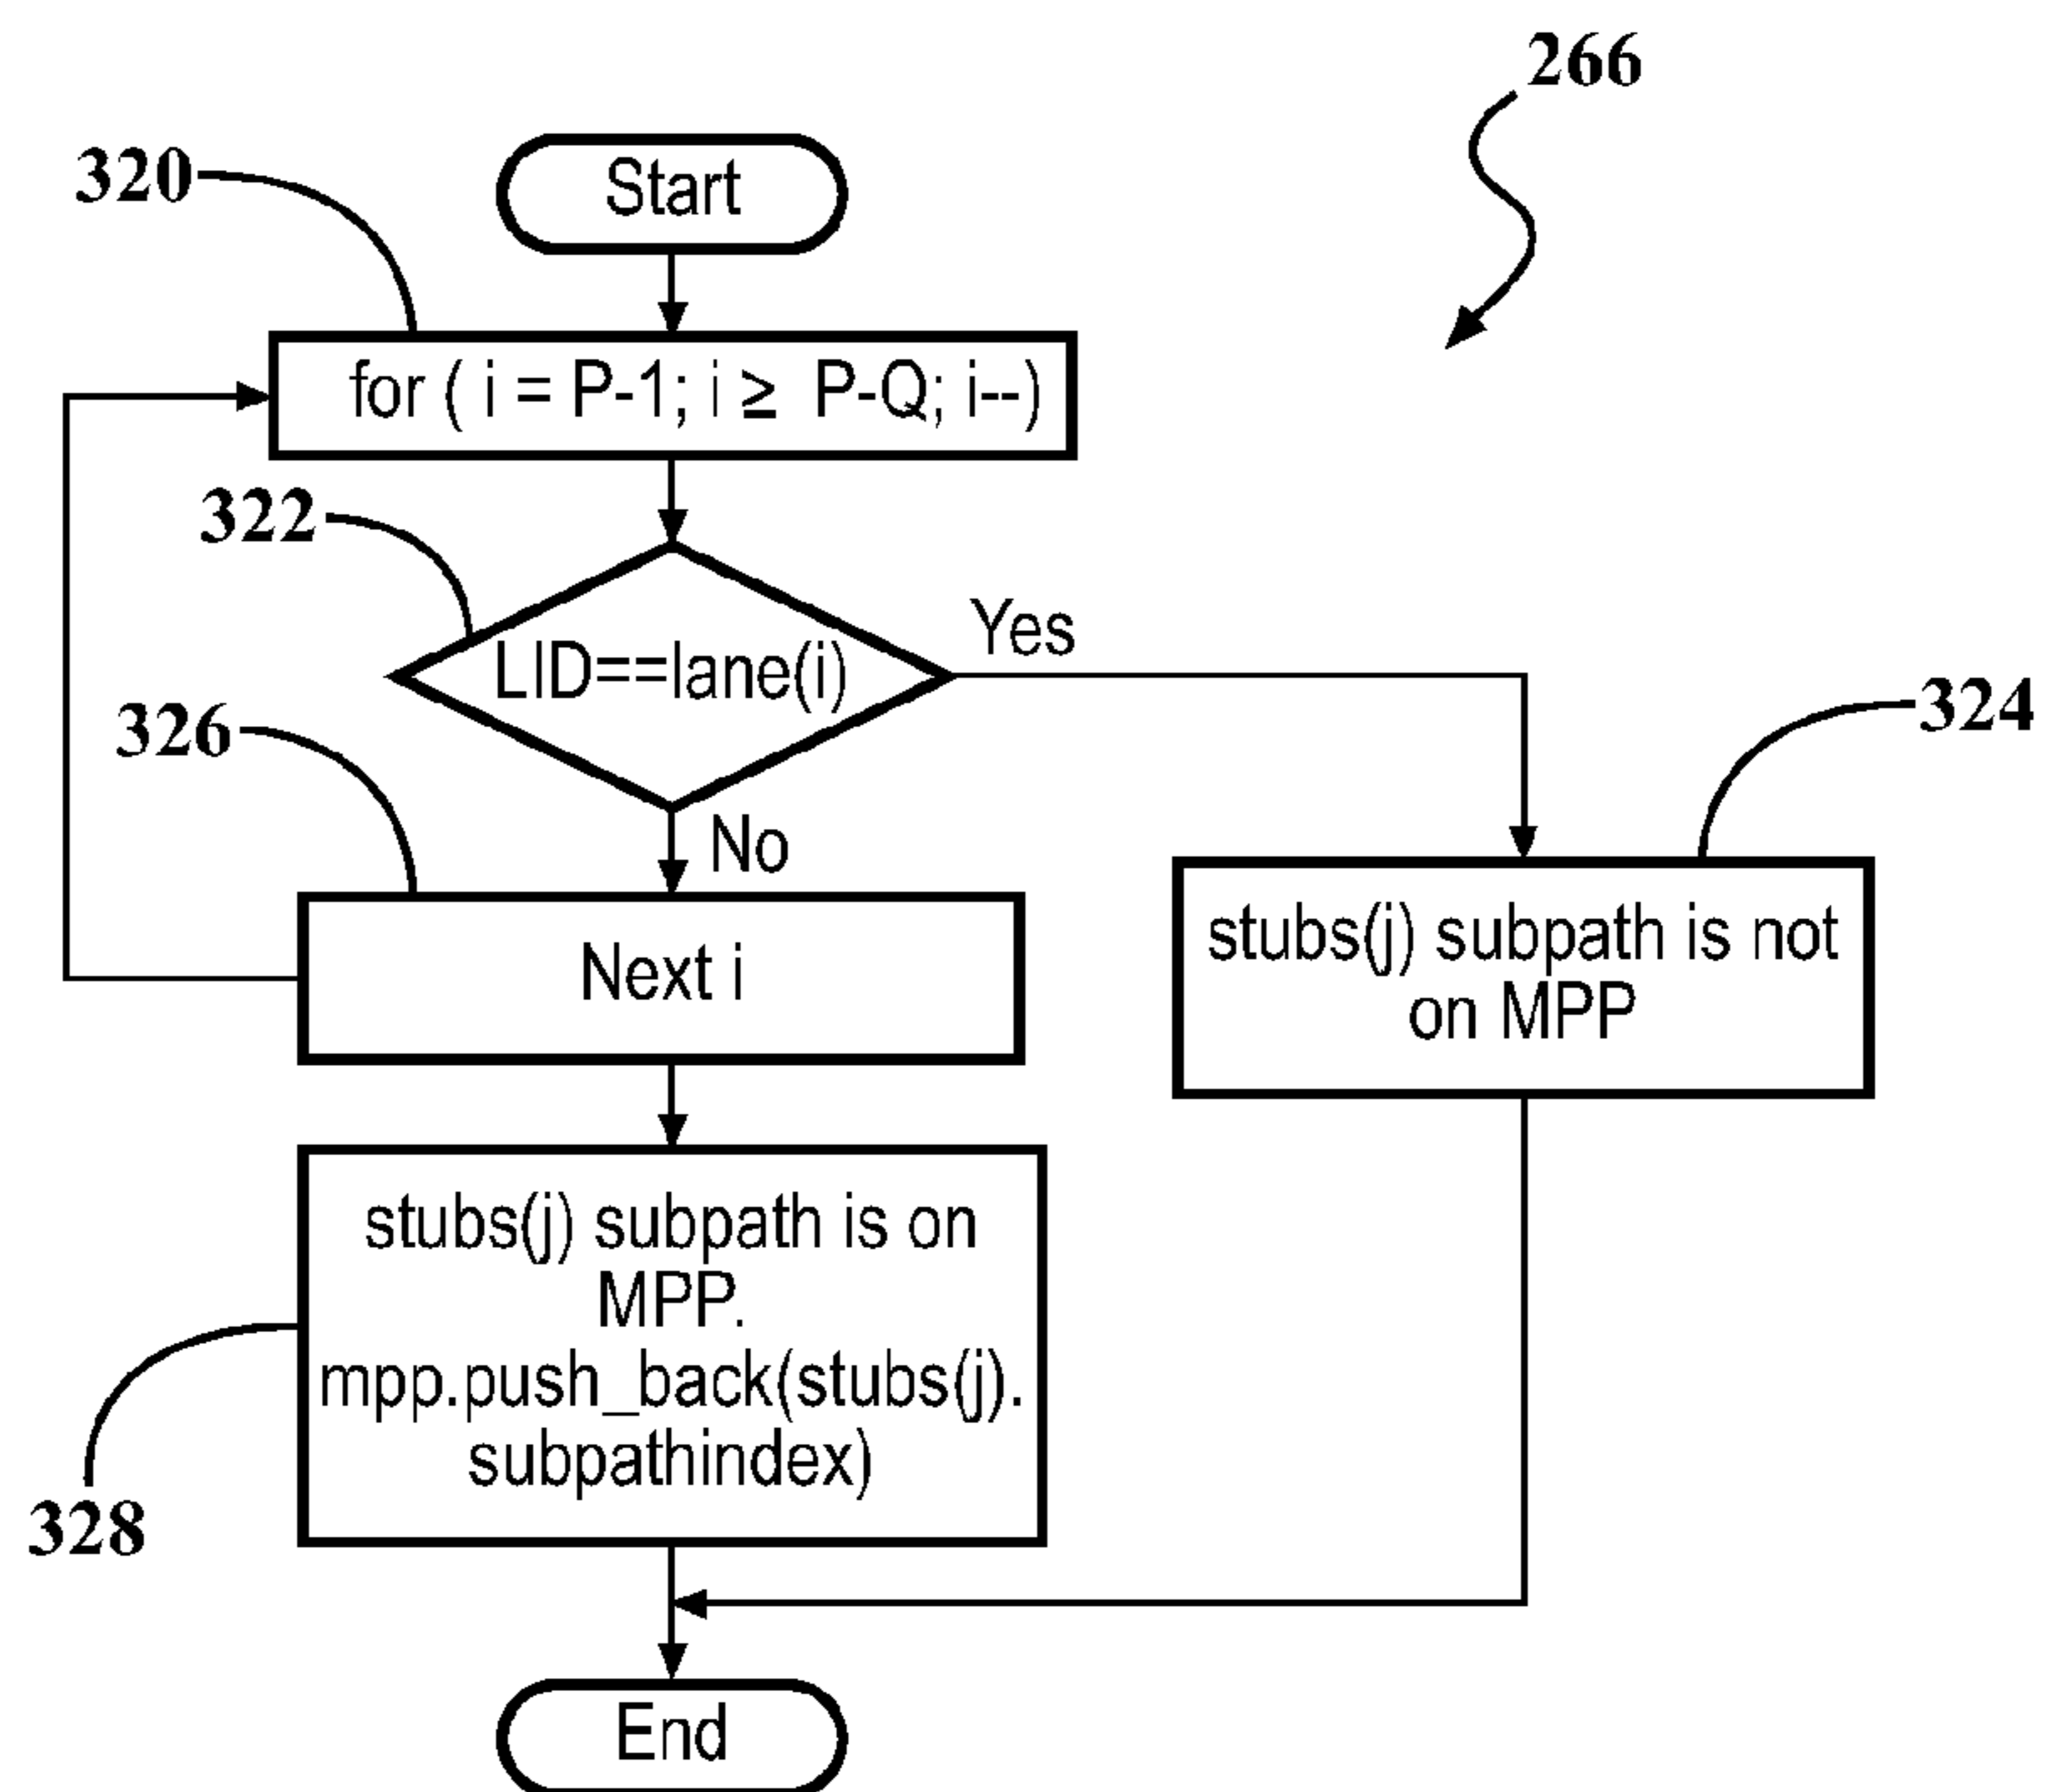 266
Start
320
for ( i = P-1; i ≥ P-Q; i--)
322
LID==lane(i)
Yes
324
326
No
Next i
stubs(j) subpath is not
on MPP
stubs(j) subpath is on
MPP.
mpp.push_back(stubs(j).
subpathindex)
328
End